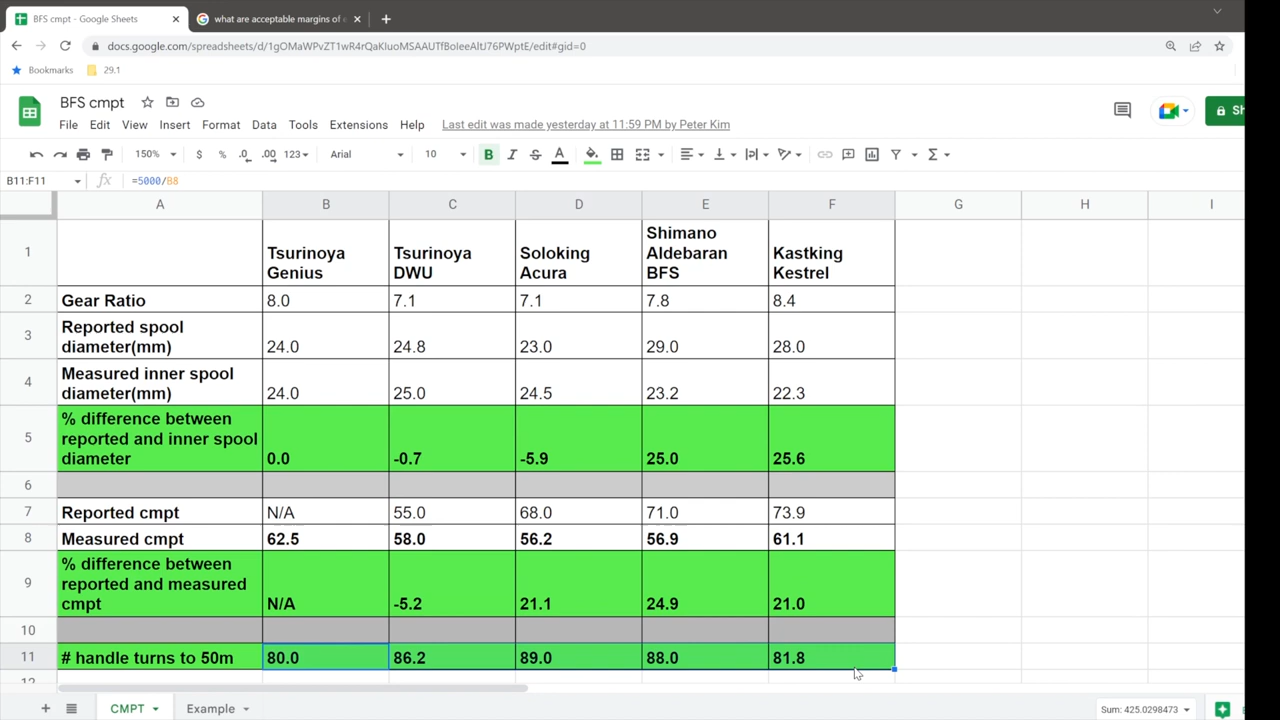 BFS cmpt - Google Sheets
what are acceptable margins of
docs.google.com/spreadsheets/d/1gOMaWPvZT1wR4rQaKIuoMSAAUTfBoIeeAltJ76PWptE/edit#gid=0
Bookmarks 29.1
BFS cmpt
File Edit View Insert Format Data Tools Extensions Help Last edit was made yesterday at 11:59 PM by Peter Kim
150% $ % .0 .00 123 Arial 10 B I S A
B11:F11 fx =5000/B8
A B C D E F G H I
1 Tsurinoya Genius Tsurinoya DWU Soloking Acura Shimano Aldebaran BFS Kastking Kestrel
2 Gear Ratio 8.0 7.1 7.1 7.8 8.4
3 Reported spool diameter(mm) 24.0 24.8 23.0 29.0 28.0
4 Measured inner spool diameter(mm) 24.0 25.0 24.5 23.2 22.3
5 % difference between reported and inner spool diameter 0.0 -0.7 -5.9 25.0 25.6
6
7 Reported cmpt N/A 55.0 68.0 71.0 73.9
8 Measured cmpt 62.5 58.0 56.2 56.9 61.1
9 % difference between reported and measured cmpt N/A -5.2 21.1 24.9 21.0
10
11 # handle turns to 50m 80.0 86.2 89.0 88.0 81.8
CMPT Example Sum: 425.0298473